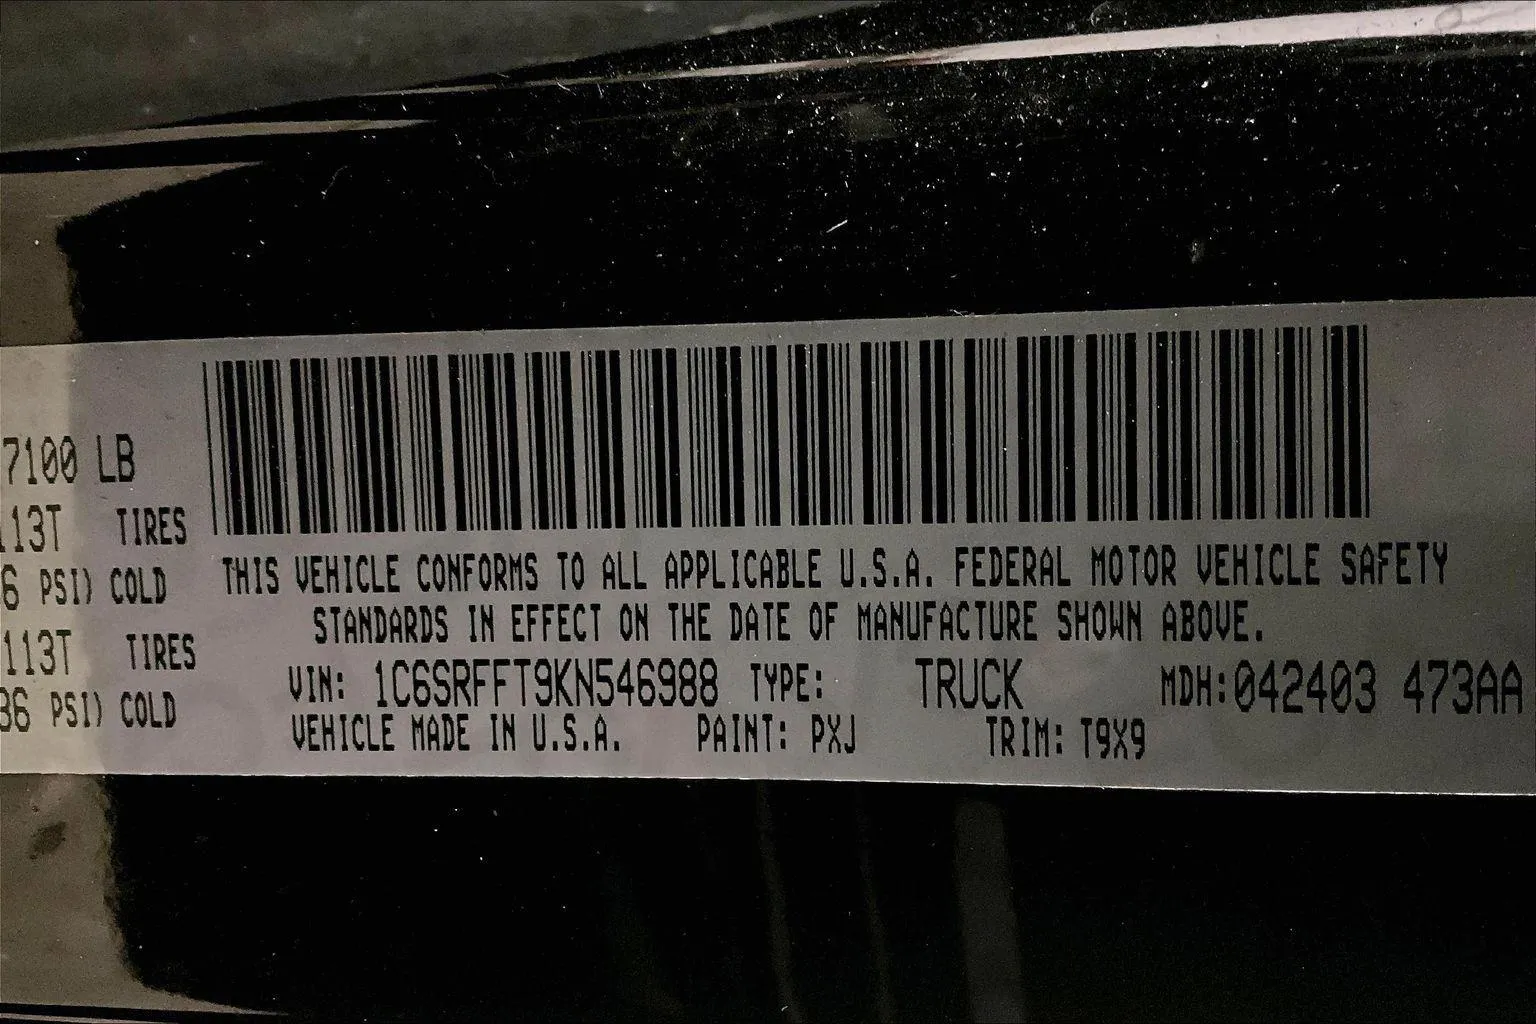 7100 LB
113T TIRES
6 PSI) COLD
113T TIRES
36 PSI) COLD
THIS VEHICLE CONFORMS TO ALL APPLICABLE U.S.A. FEDERAL MOTOR VEHICLE SAFETY
STANDARDS IN EFFECT ON THE DATE OF MANUFACTURE SHOWN ABOVE.
VIN: 1C6SRFFT9KN546988 TYPE: TRUCK MDH:042403 473AA
VEHICLE MADE IN U.S.A. PAINT: PXJ TRIM: T9X9